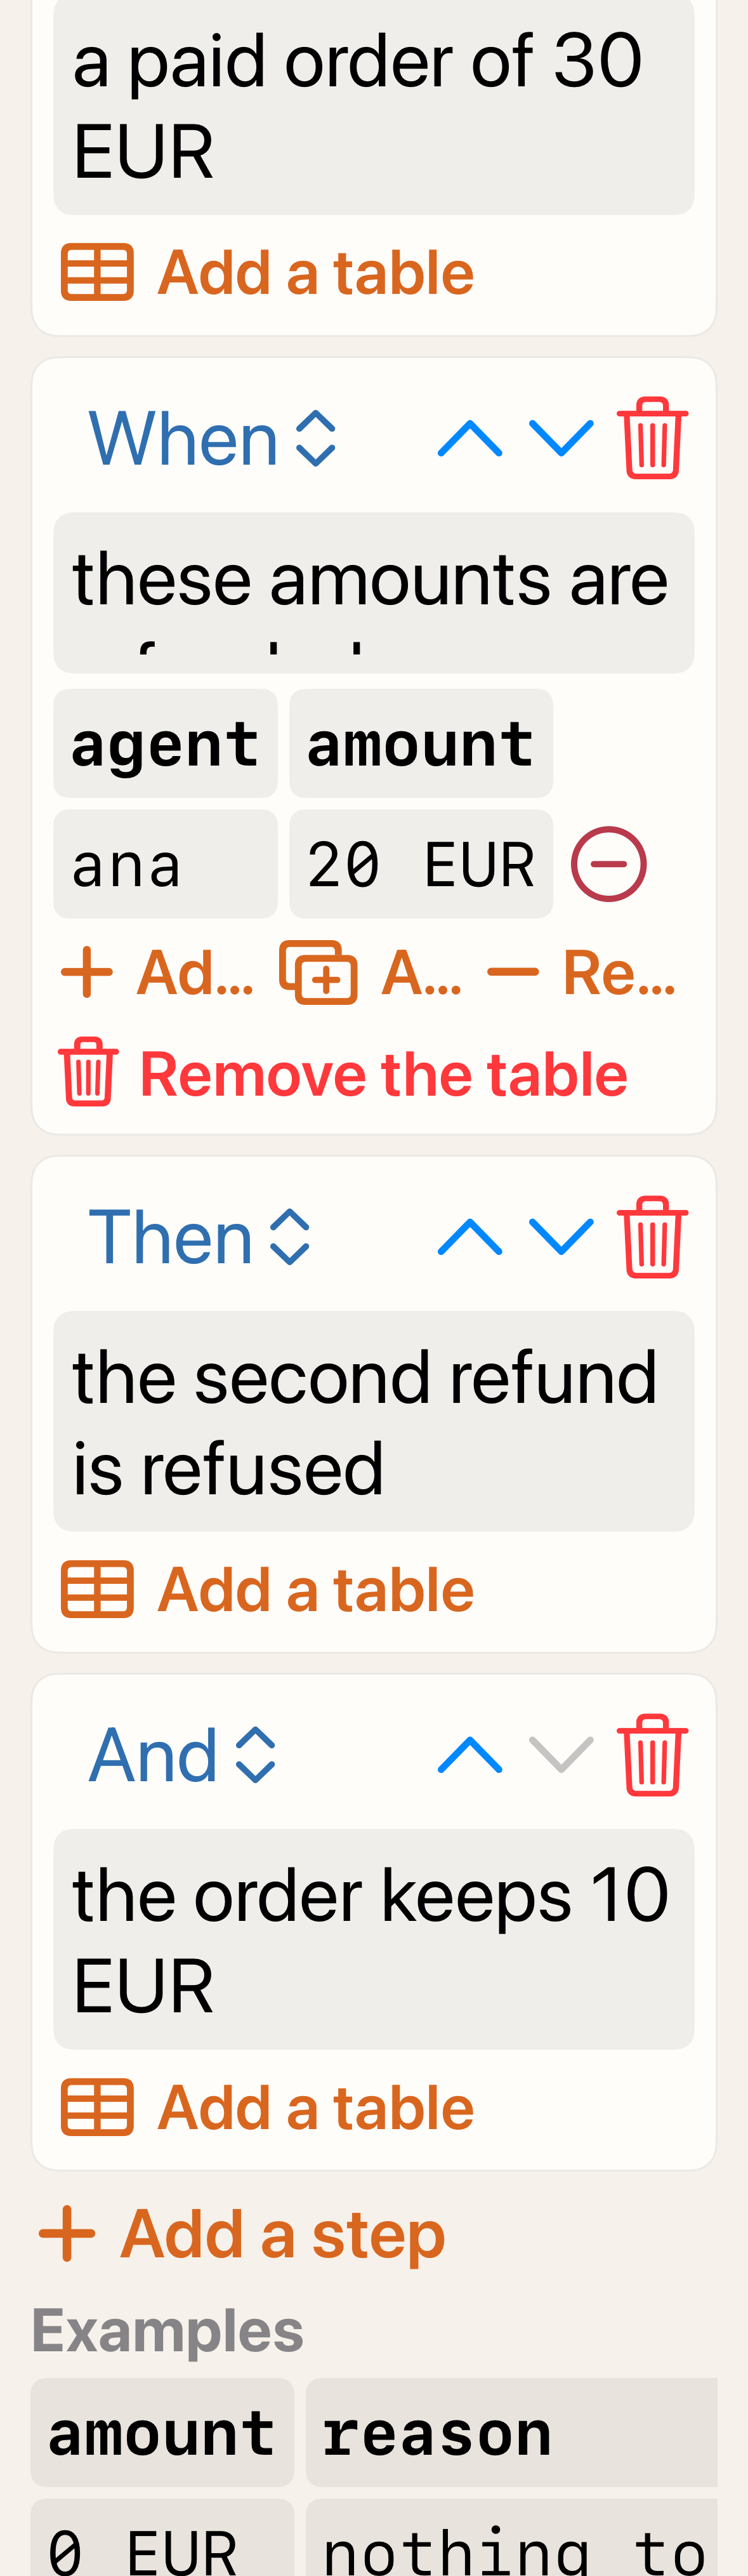 a paid order of 30
EUR
Add a table
When
these amounts are
agent amount
ana 20 EUR
Ad... A... Re...
Remove the table
Then
the second refund
is refused
Add a table
And
the order keeps 10
EUR
Add a table
Add a step
Examples
amount reason
0 EUR nothing to